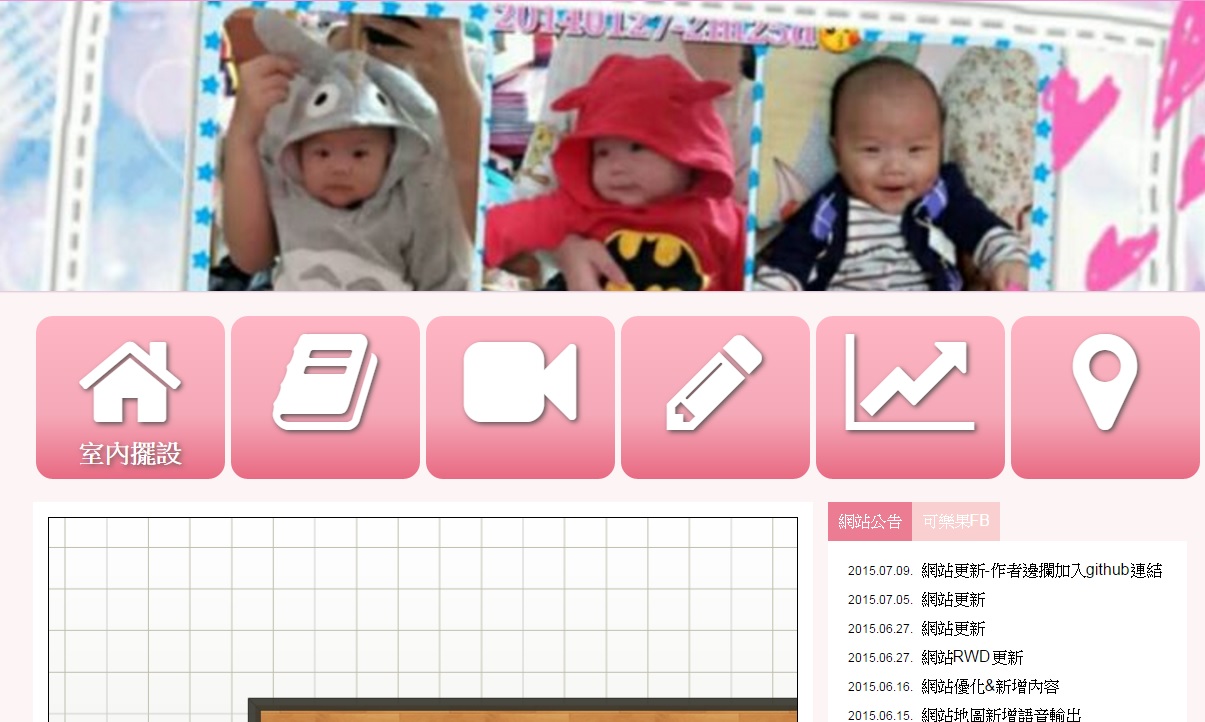 20140127-2m25d
室內擺設
網站公告 可樂果FB
2015.07.09. 網站更新-作者邊攔加入github連結
2015.07.05. 網站更新
2015.06.27. 網站更新
2015.06.27. 網站RWD更新
2015.06.16. 網站優化&新增內容
2015.06.15. 網站地圖新增語音輸出